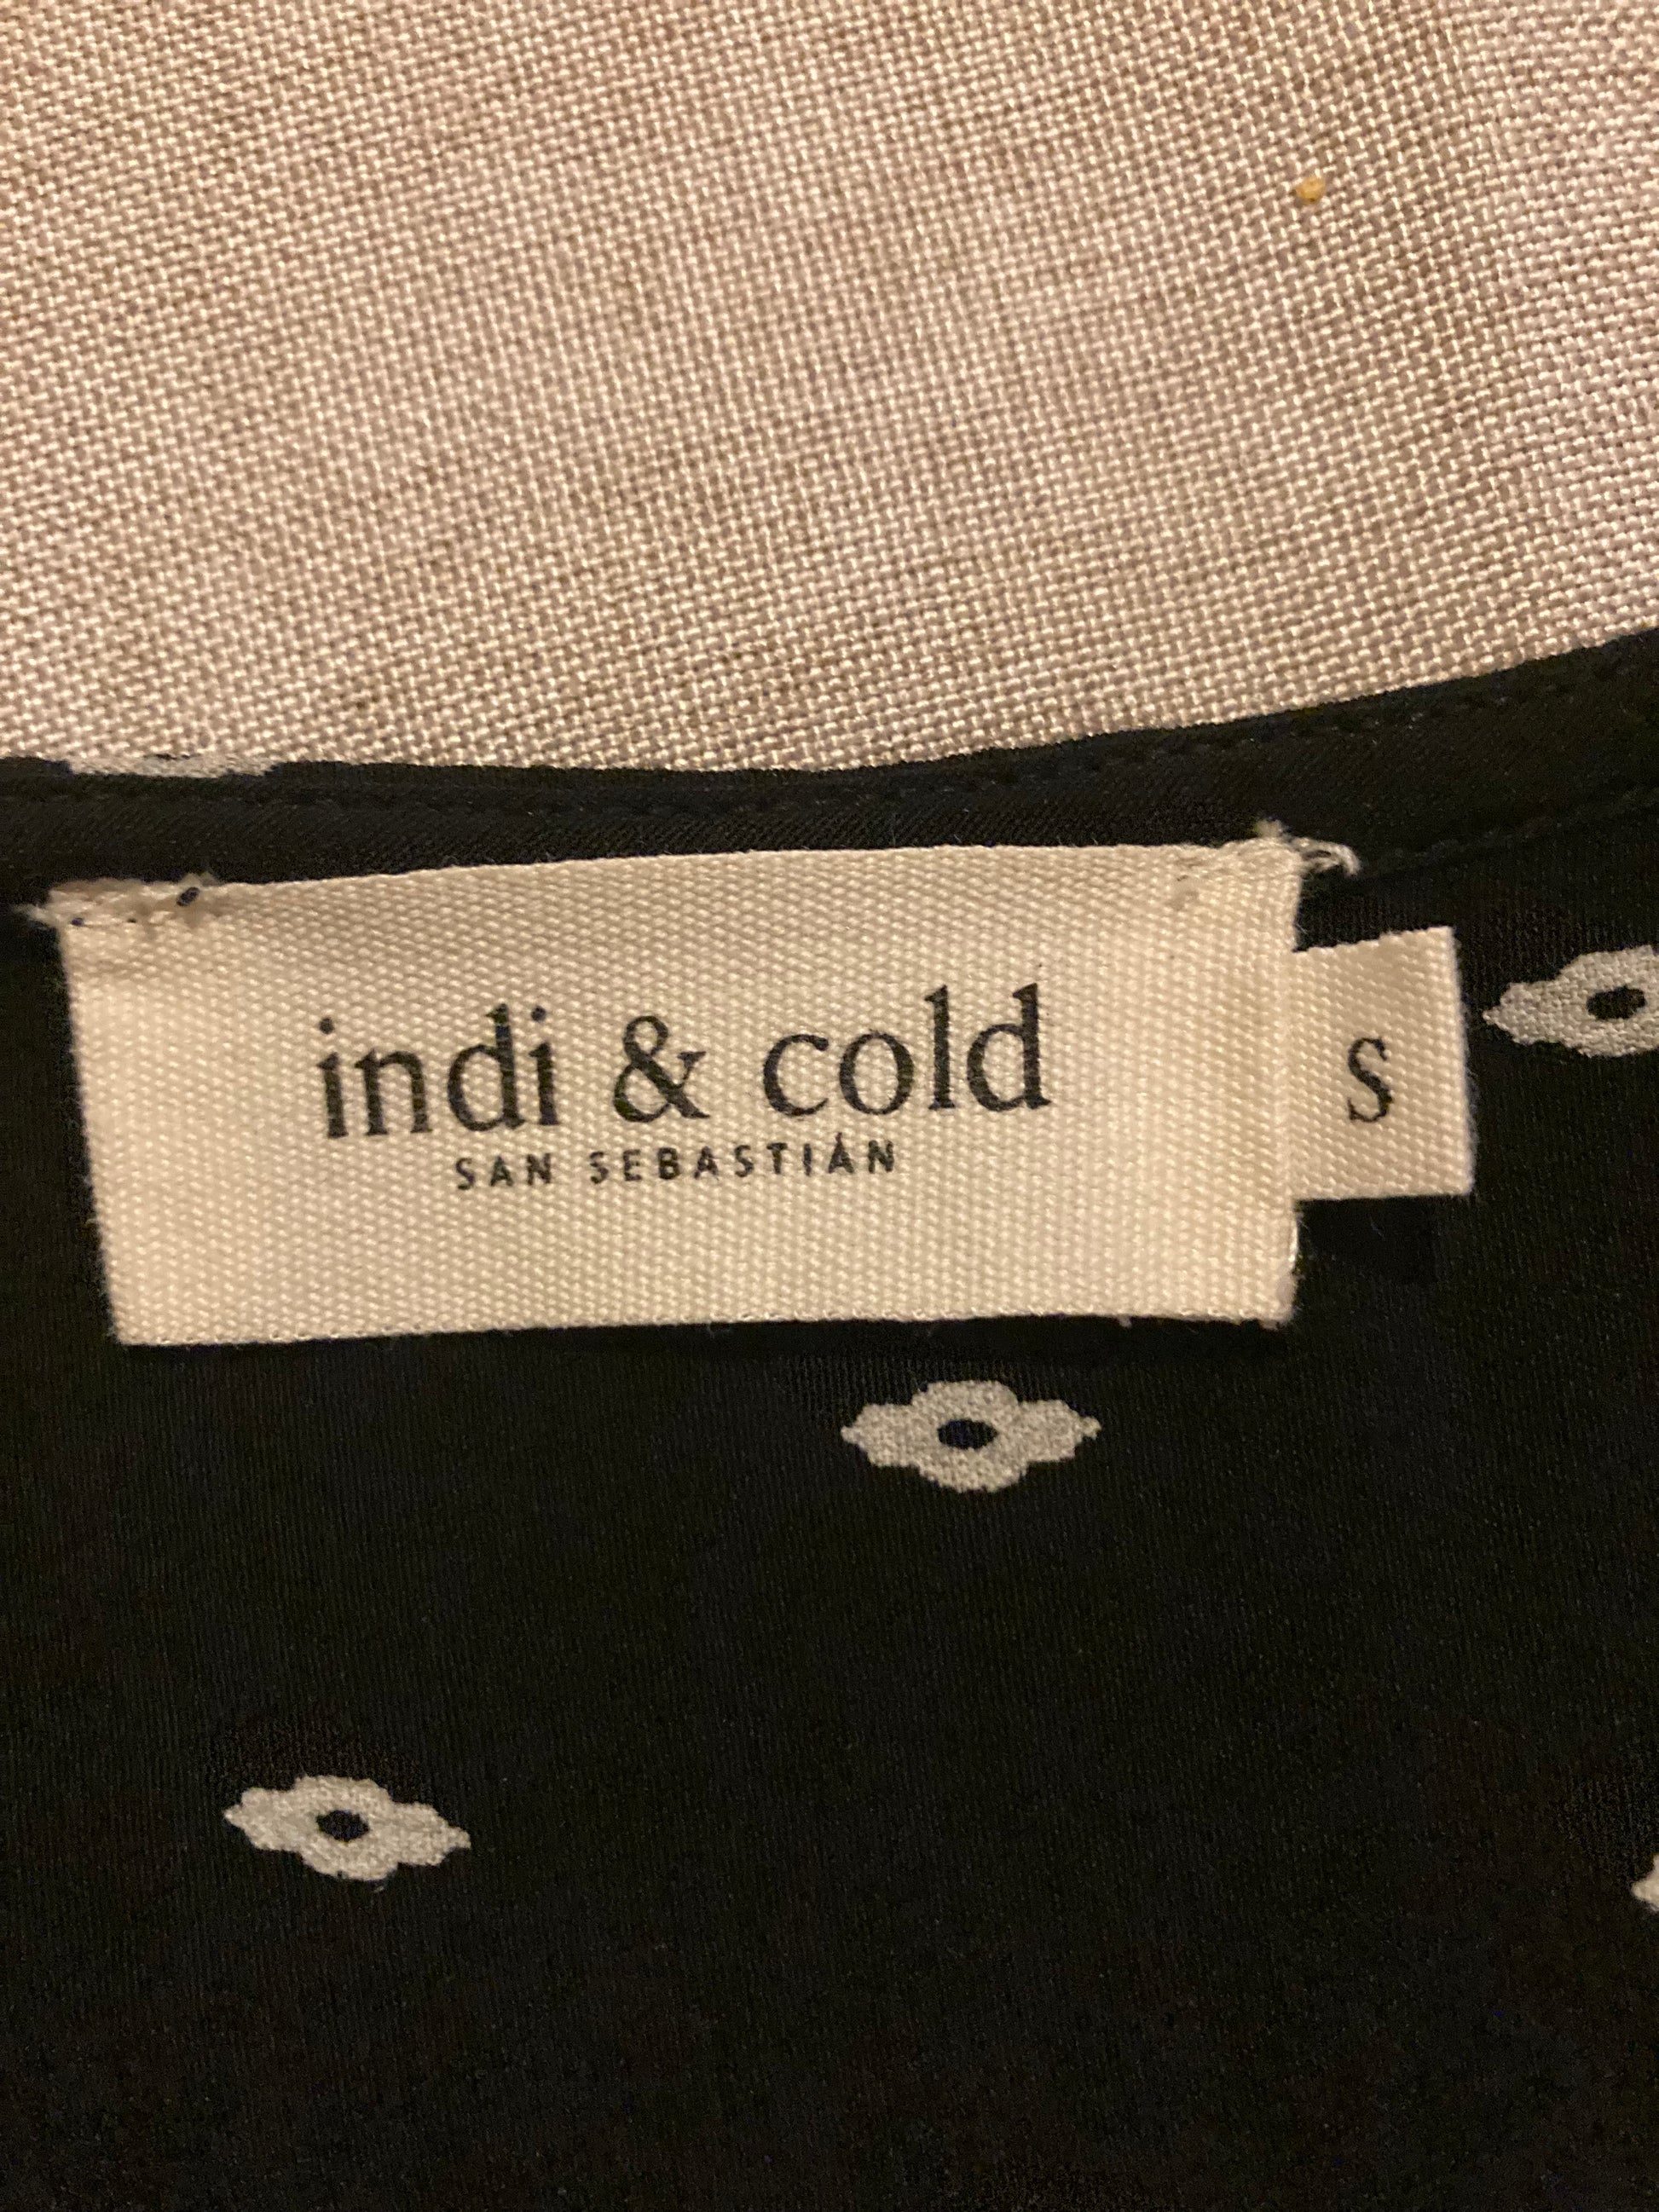 indi & cold
SAN SEBASTIÁN
S